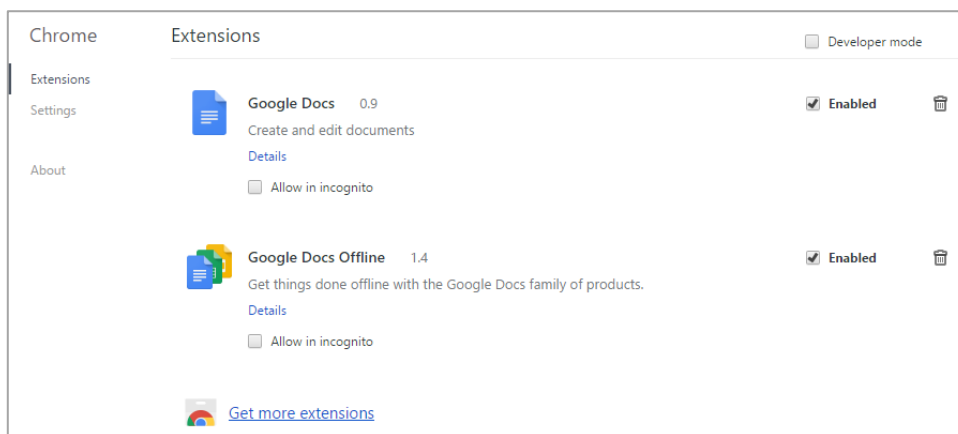 Chrome
Extensions
Settings
About
Extensions
Developer mode
Google Docs 0.9
Enabled
Create and edit documents
Details
Allow in incognito
Google Docs Offline 1.4
Enabled
Get things done offline with the Google Docs family of products.
Details
Allow in incognito
Get more extensions